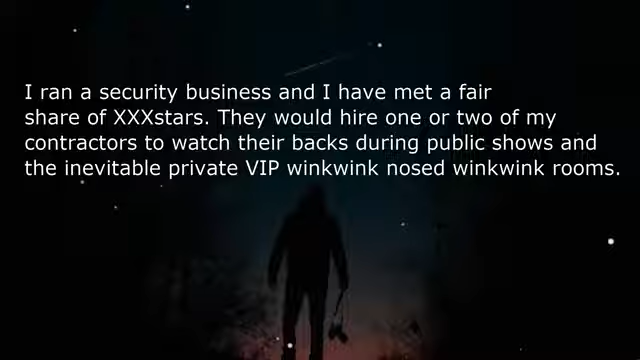 I ran a security business and I have met a fair
share of XXXstars. They would hire one or two of my
contractors to watch their backs during public shows and
the inevitable private VIP winkwink nosed winkwink rooms.